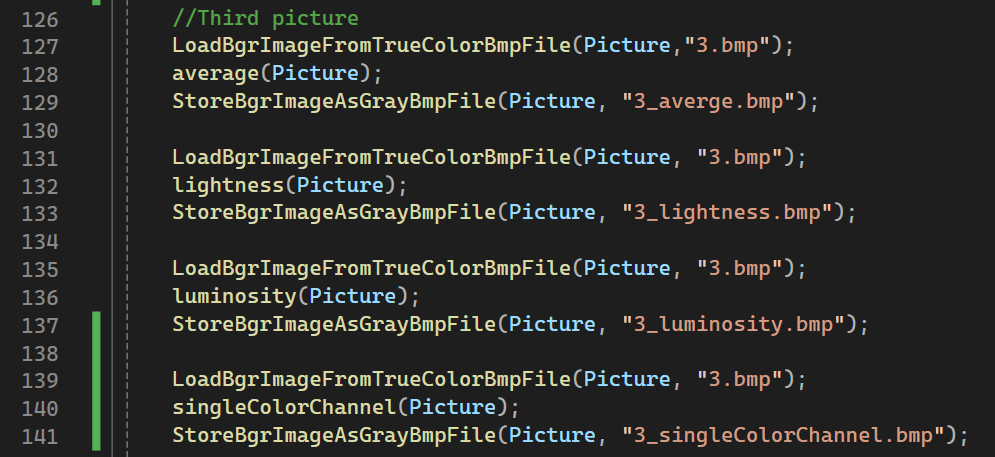 126 //Third picture
127 LoadBgrImageFromTrueColorBmpFile(Picture,"3.bmp");
128 average(Picture);
129 StoreBgrImageAsGrayBmpFile(Picture, "3_averge.bmp");
130
131 LoadBgrImageFromTrueColorBmpFile(Picture, "3.bmp");
132 lightness(Picture);
133 StoreBgrImageAsGrayBmpFile(Picture, "3_lightness.bmp");
134
135 LoadBgrImageFromTrueColorBmpFile(Picture, "3.bmp");
136 luminosity(Picture);
137 StoreBgrImageAsGrayBmpFile(Picture, "3_luminosity.bmp");
138
139 LoadBgrImageFromTrueColorBmpFile(Picture, "3.bmp");
140 singleColorChannel(Picture);
141 StoreBgrImageAsGrayBmpFile(Picture, "3_singleColorChannel.bmp");